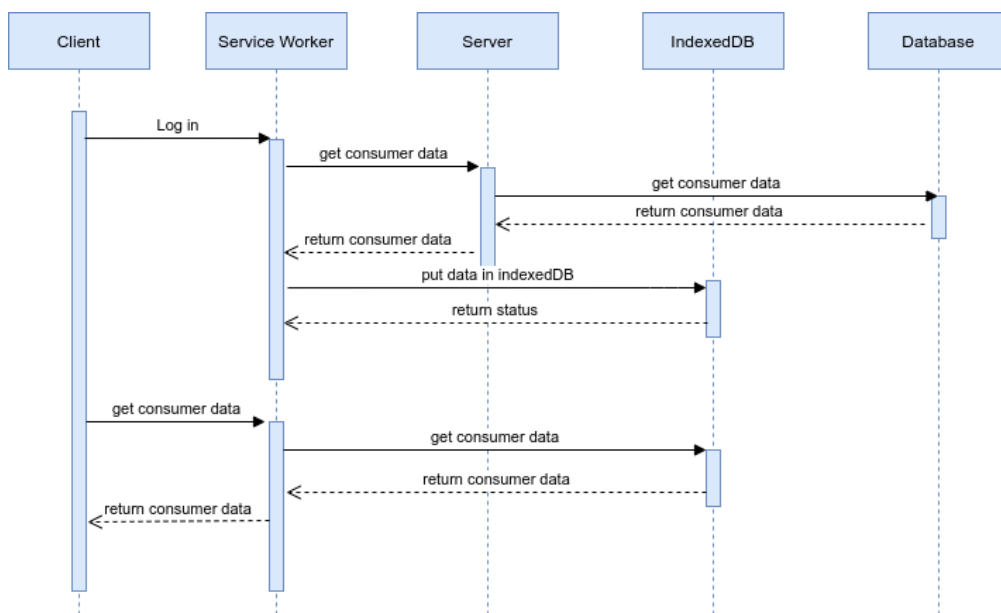 Client
Service Worker
Server
IndexedDB
Database
Log in
get consumer data
get consumer data
return consumer data
return consumer data
put data in indexedDB
return status
get consumer data
get consumer data
return consumer data
return consumer data